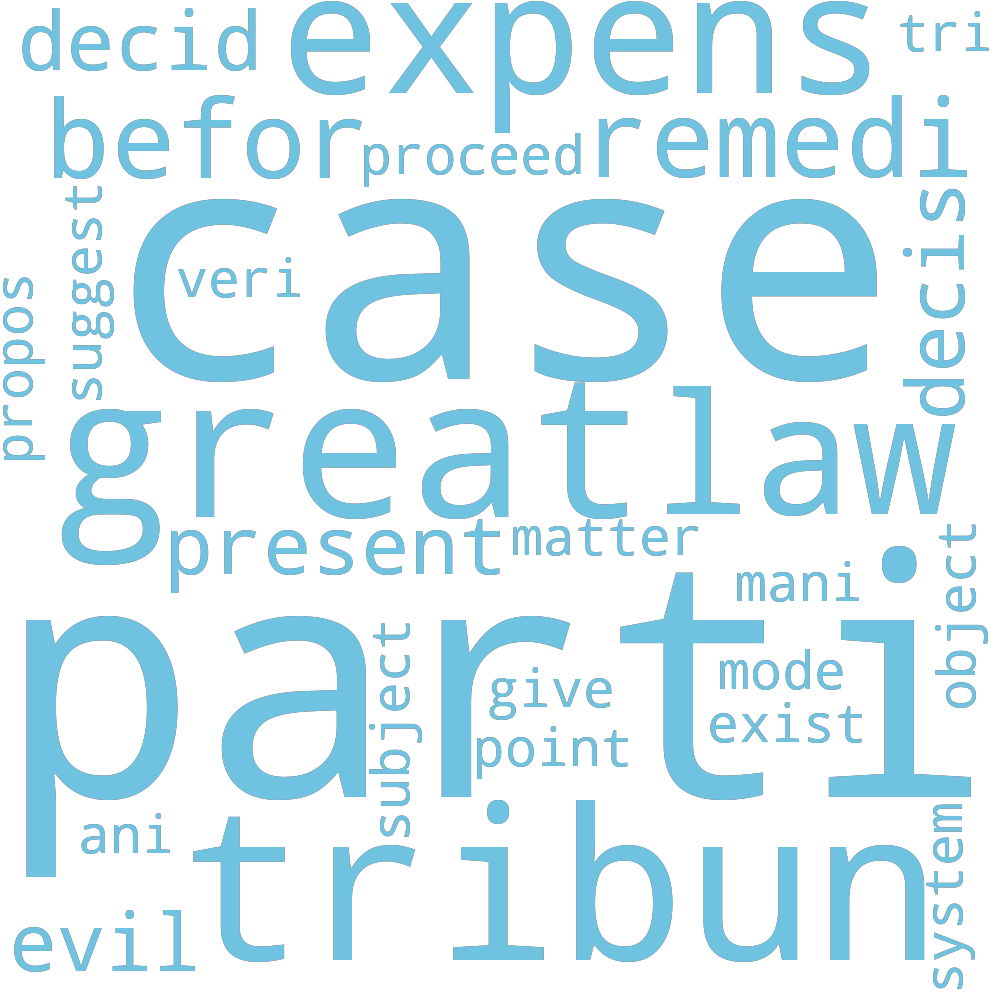 decid
expens
tri
befor
proceed
remedi
suggest
case
veri
decis
propos
great
law
present
matter
object
mani
parti
subject
give
mode
point
exist
ani
tribun
system
evil